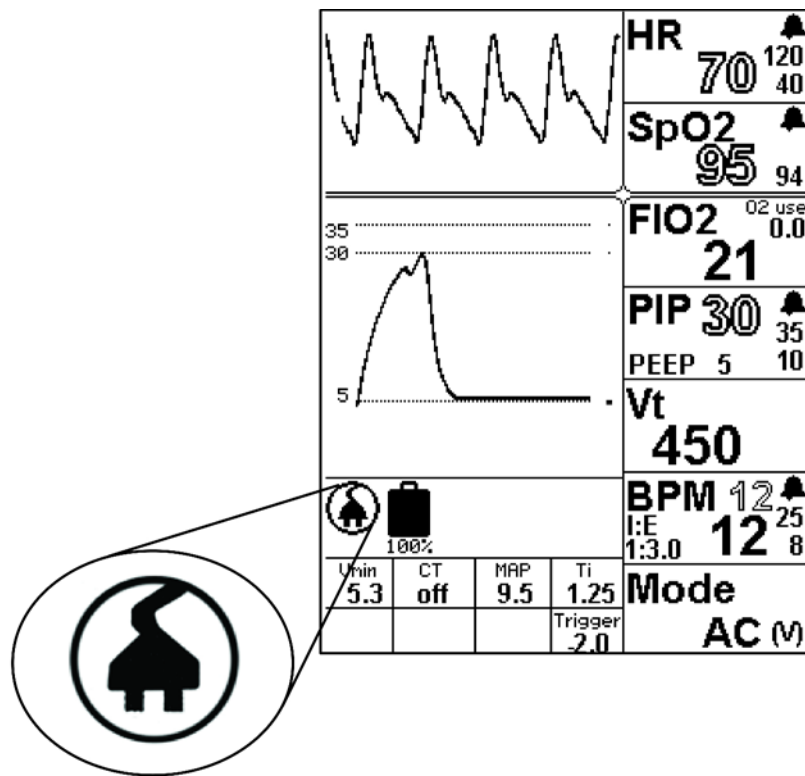 HR
70
120
40
SpO2
95
94
35
30
5
FIO2
O2 use
0.0
21
PIP 30
35
10
PEEP 5
Vt
450
100%
BPM 12
I:E
1:3.0
12
25
8
Vmin CT MAP Ti
5.3 off 9.5 1.25
Trigger
-2.0
Mode
AC (V)